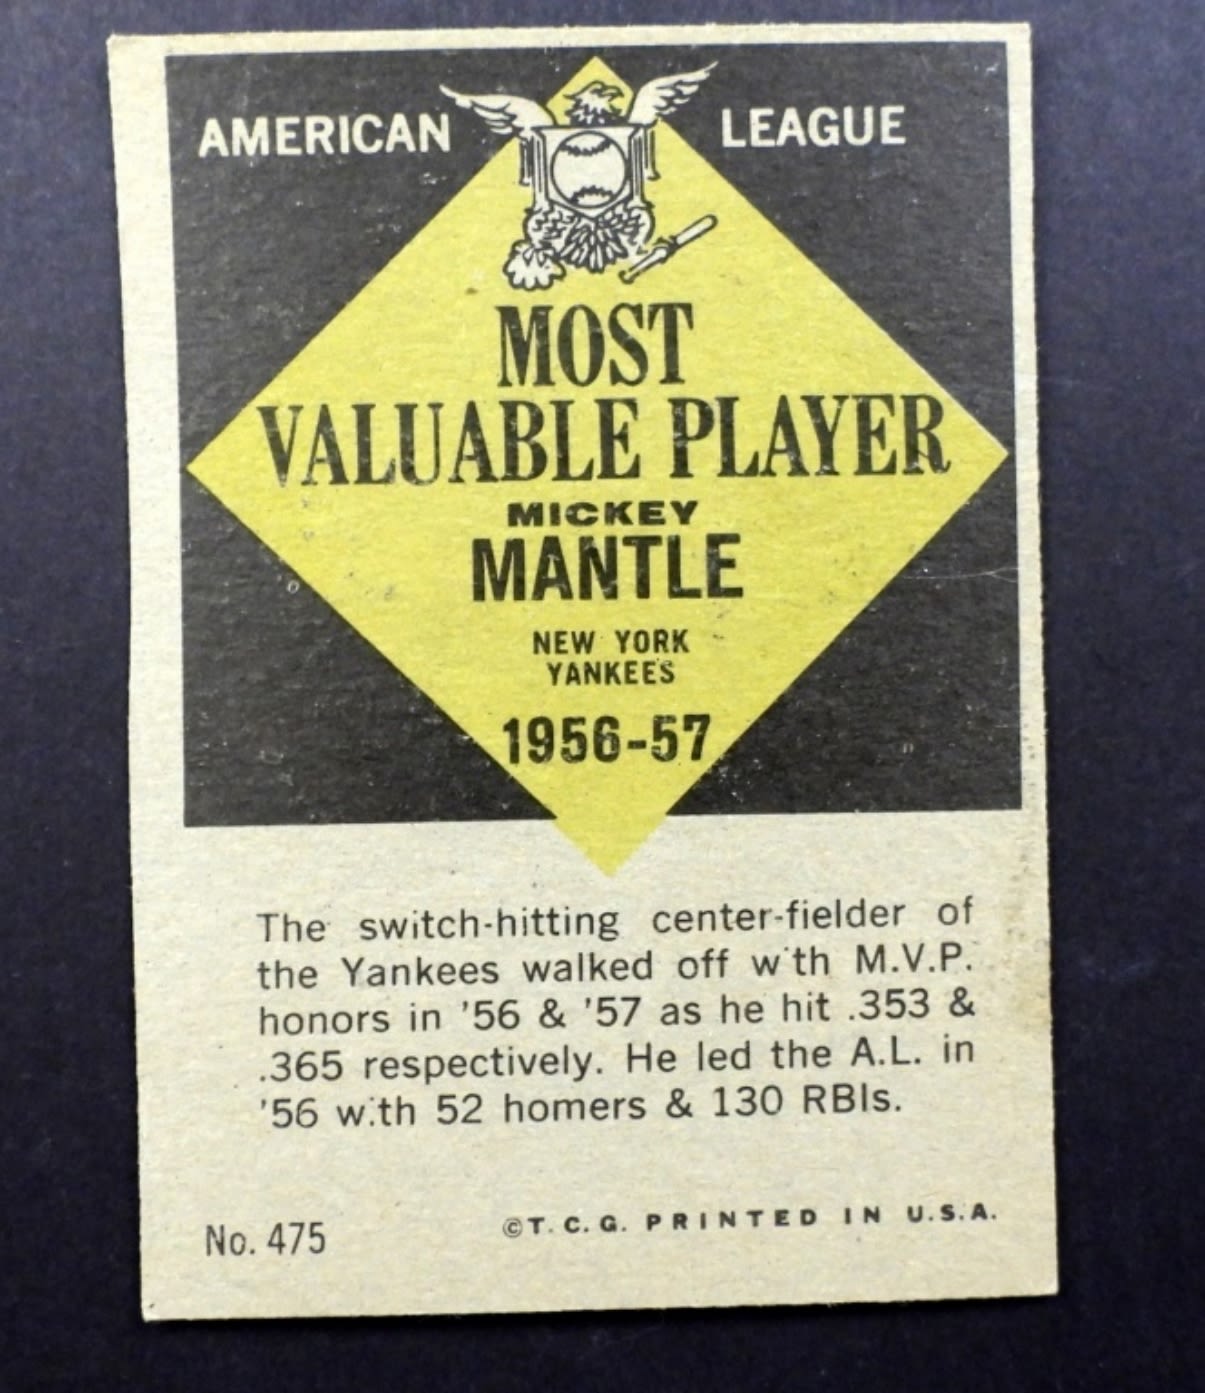 AMERICAN LEAGUE
MOST
VALUABLE PLAYER
MICKEY
MANTLE
NEW YORK
YANKEES
1956-57
The switch-hitting center-fielder of
the Yankees walked off w'th M.V.P.
honors in '56 & '57 as he hit .353 &
.365 respectively. He led the A.L. in
'56 w.th 52 homers & 130 RBIs.
No. 475
©T. C. G. PRINTED IN U.S.A.